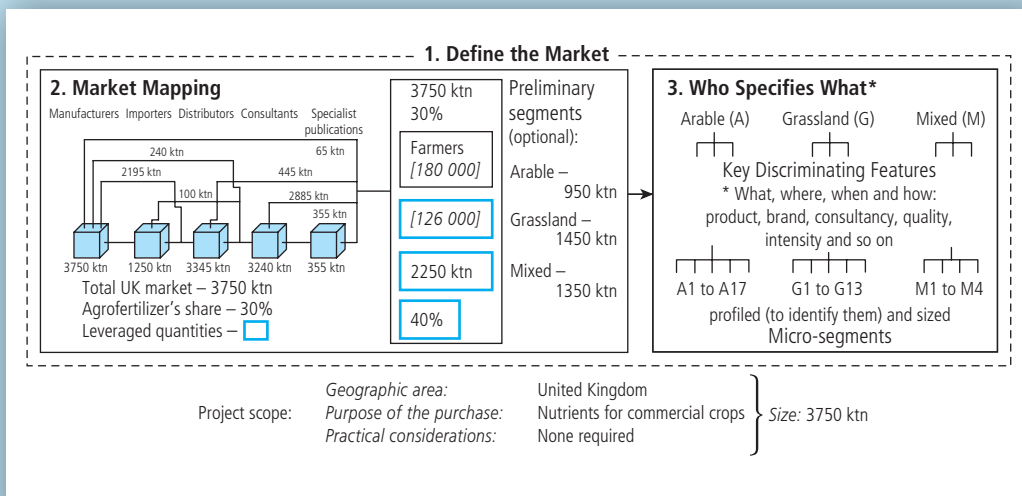 1. Define the Market
2. Market Mapping
Manufacturers Importers Distributors Consultants Specialist
publications
65 ktn
240 ktn
2195 ktn
445 ktn
100 ktn
2885 ktn
355 ktn
3750 ktn 1250 ktn 3345 ktn 3240 ktn 355 ktn
Total UK market – 3750 ktn
Agrofertilizer's share – 30%
Leveraged quantities –
3750 ktn
30%
Farmers
[180 000]
[126 000]
2250 ktn
40%
Preliminary
segments
(optional):
Arable –
950 ktn
Grassland –
1450 ktn
Mixed –
1350 ktn
3. Who Specifies What*
Arable (A) Grassland (G) Mixed (M)
Key Discriminating Features
* What, where, when and how:
product, brand, consultancy, quality,
intensity and so on
A1 to A17 G1 to G13 M1 to M4
profiled (to identify them) and sized
Micro-segments
Project scope:
Geographic area: United Kingdom
Purpose of the purchase: Nutrients for commercial crops
Practical considerations: None required
Size: 3750 ktn